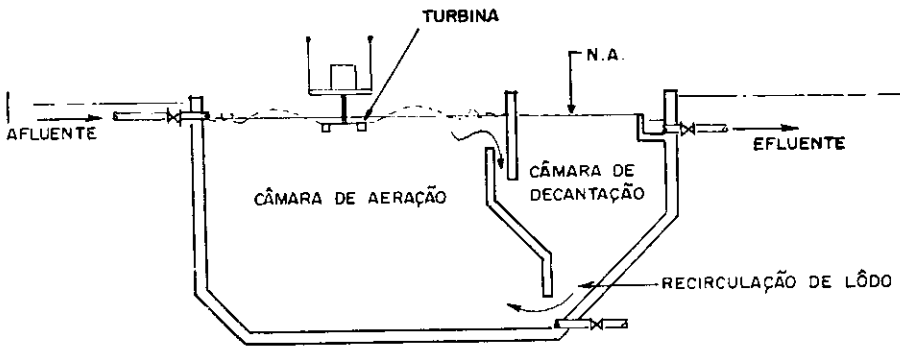 TURBINA
N.A.
AFLUENTE
EFLUENTE
CÂMARA DE AERAÇÃO
CÂMARA DE
DECANTAÇÃO
RECIRCULAÇÃO DE LÔDO